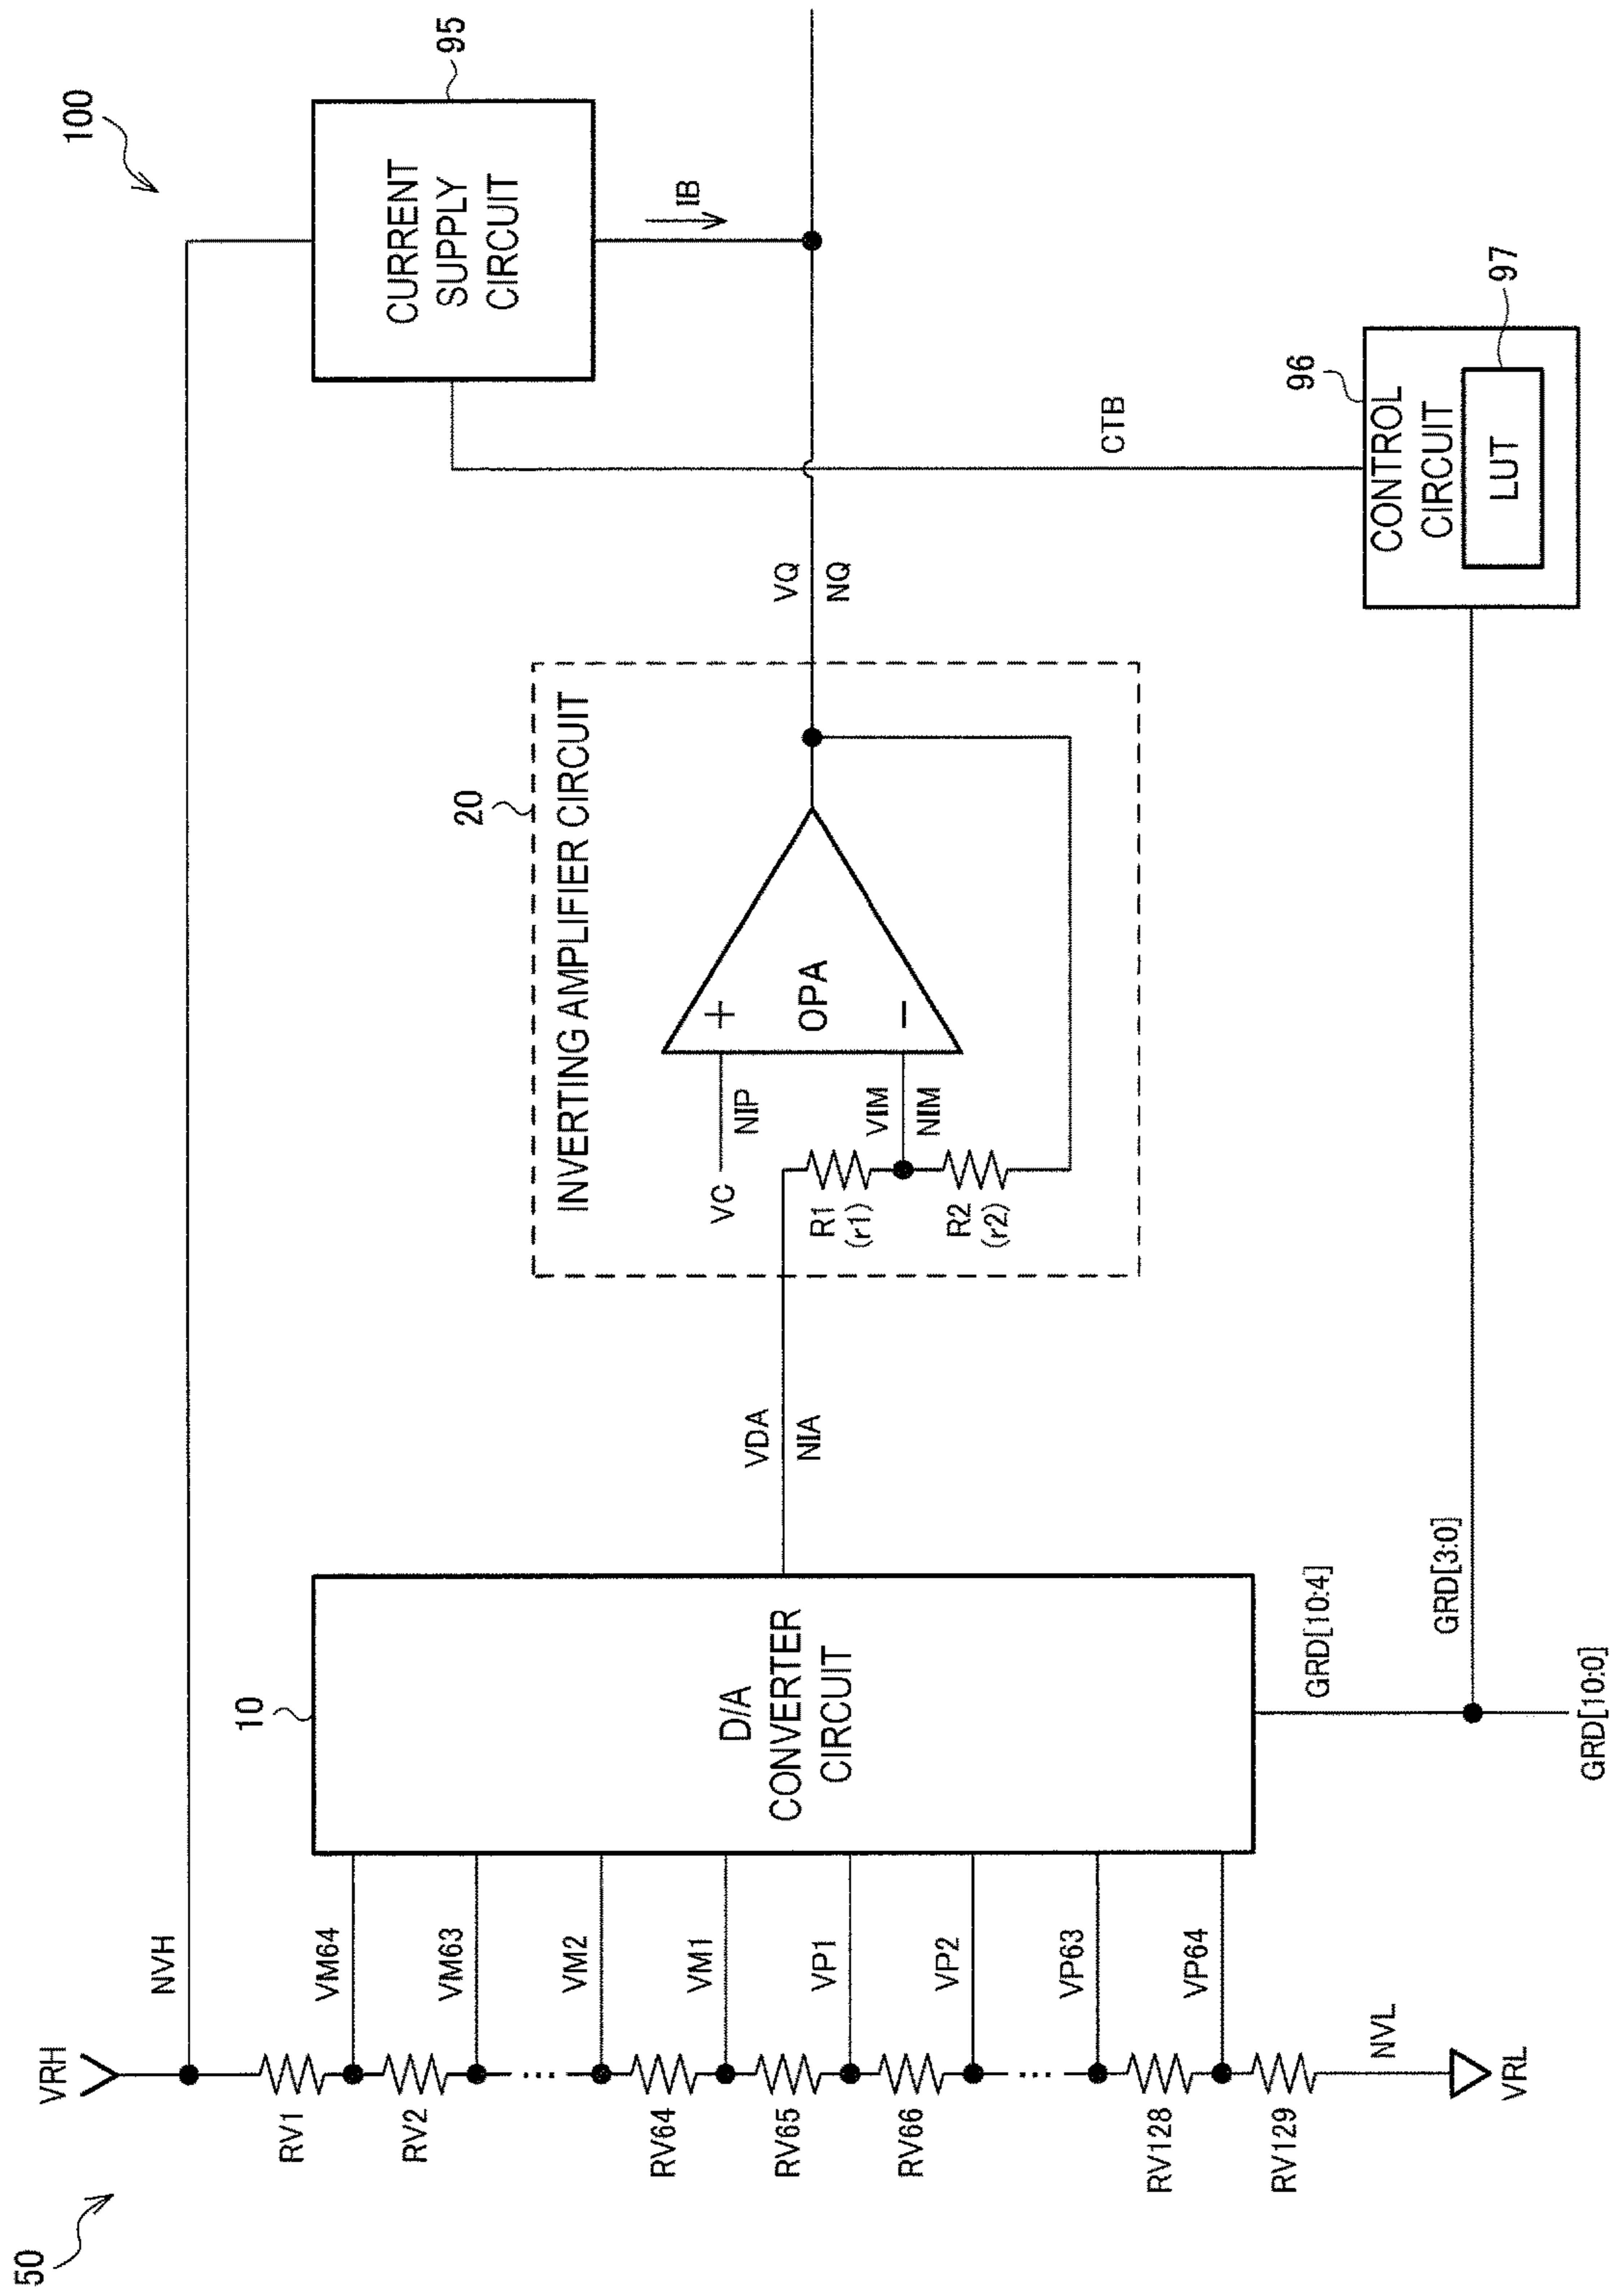 50
100
VRH
NVH
RV1
VM64
RV2
VM63
...
VM2
RV64
VM1
RV65
VP1
RV66
VP2
...
VP63
RV128
VP64
RV129
NVL
VRL
10
D/A
CONVERTER
CIRCUIT
GRD[10:4]
GRD[3:0]
GRD[10:0]
VDA
NIA
20
INVERTING AMPLIFIER CIRCUIT
VC
NIP
+
OPA
−
VIM
NIM
R1
(r1)
R2
(r2)
VQ
NQ
95
CURRENT
SUPPLY
CIRCUIT
IB
CTB
96
CONTROL
CIRCUIT
LUT
97